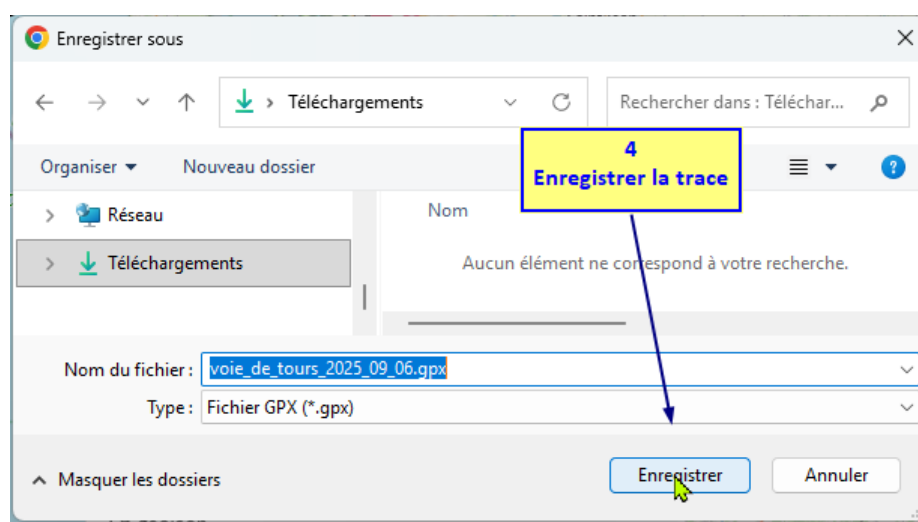 Enregistrer sous
Téléchargements
Rechercher dans : Téléchar...
Organiser
Nouveau dossier
4
Enregistrer la trace
Réseau
Nom
Téléchargements
Aucun élément ne correspond à votre recherche.
Nom du fichier : voie_de_tours_2025_09_06.gpx
Type : Fichier GPX (*.gpx)
Masquer les dossiers
Enregistrer
Annuler